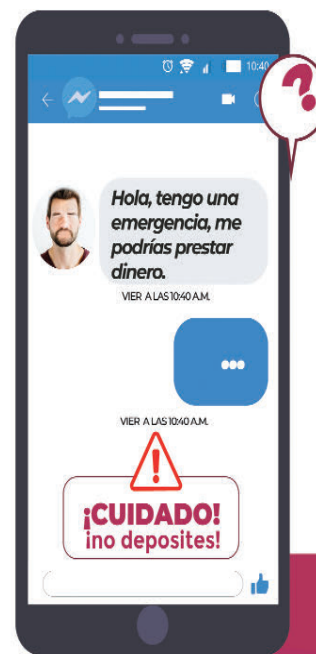 10:40
?
Hola, tengo una
emergencia, me
podrías prestar
dinero.
VIER A LAS 10:40 A.M.
VIER A LAS 10:40 A.M.
!
¡CUIDADO!
¡no deposites!